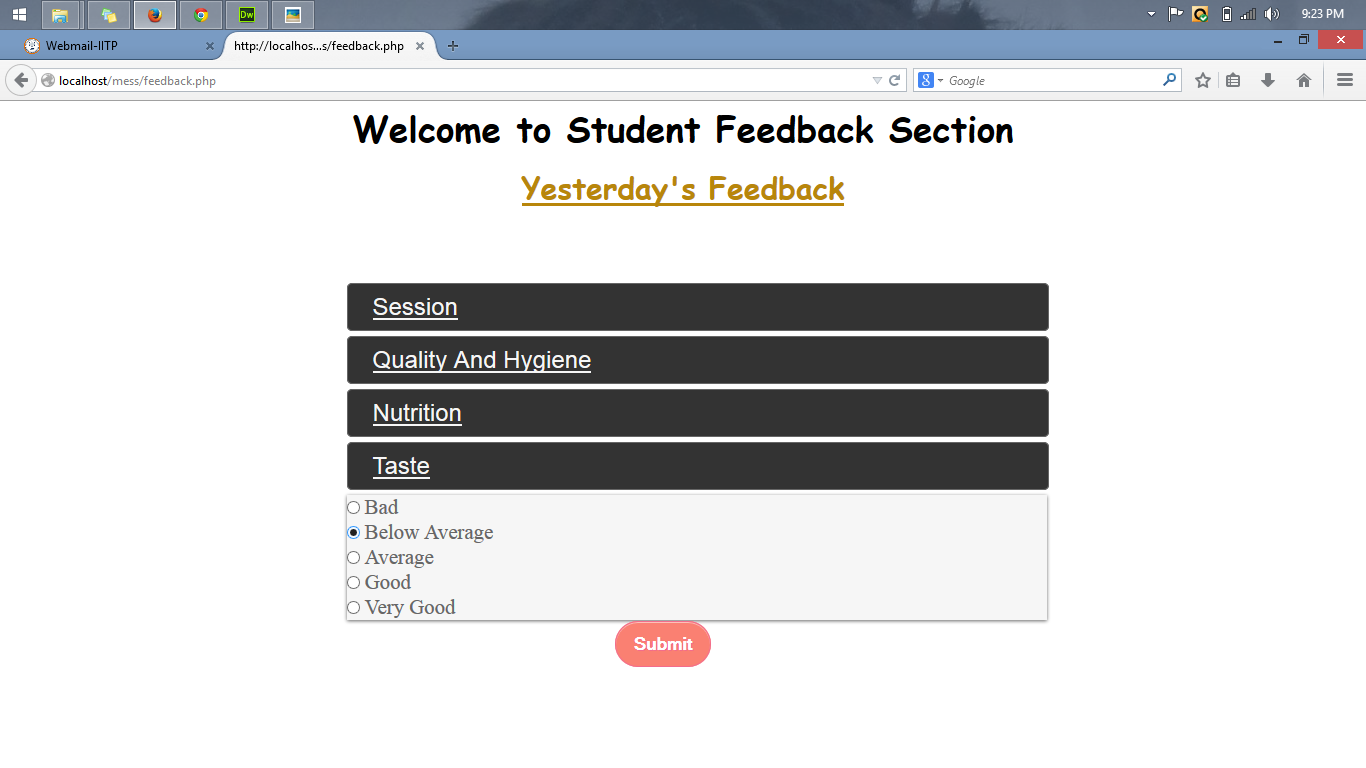 Dw
9:23 PM
Webmail-IITP
http://localhos...s/feedback.php
localhost/mess/feedback.php
8
Google
Welcome to Student Feedback Section
Yesterday's Feedback
Session
Quality And Hygiene
Nutrition
Taste
Bad
Below Average
Average
Good
Very Good
Submit